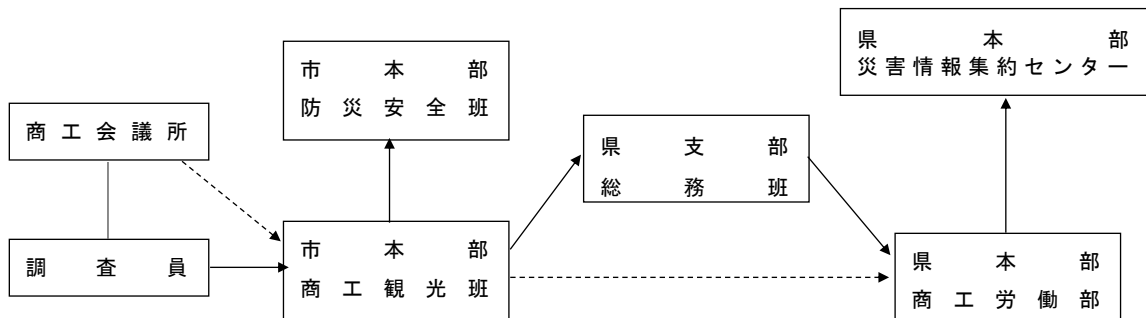 県本部
災害情報集約センター
市本部
防災安全班
商工会議所
県支部
総務班
調査員
市本部
商工観光班
県本部
商工労働部